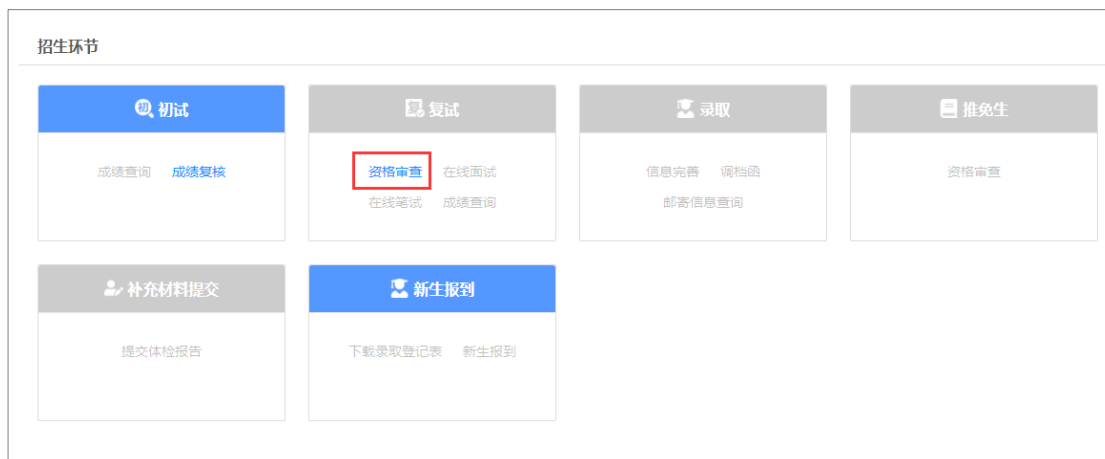 招生环节
初试
复试
录取
推免生
成绩查询 成绩复核
资格审查 在线面试
在线笔试 成绩查询
信息完善 调档函
邮寄信息查询
资格审查
补充材料提交
新生报到
提交体检报告
下载录取登记表 新生报到